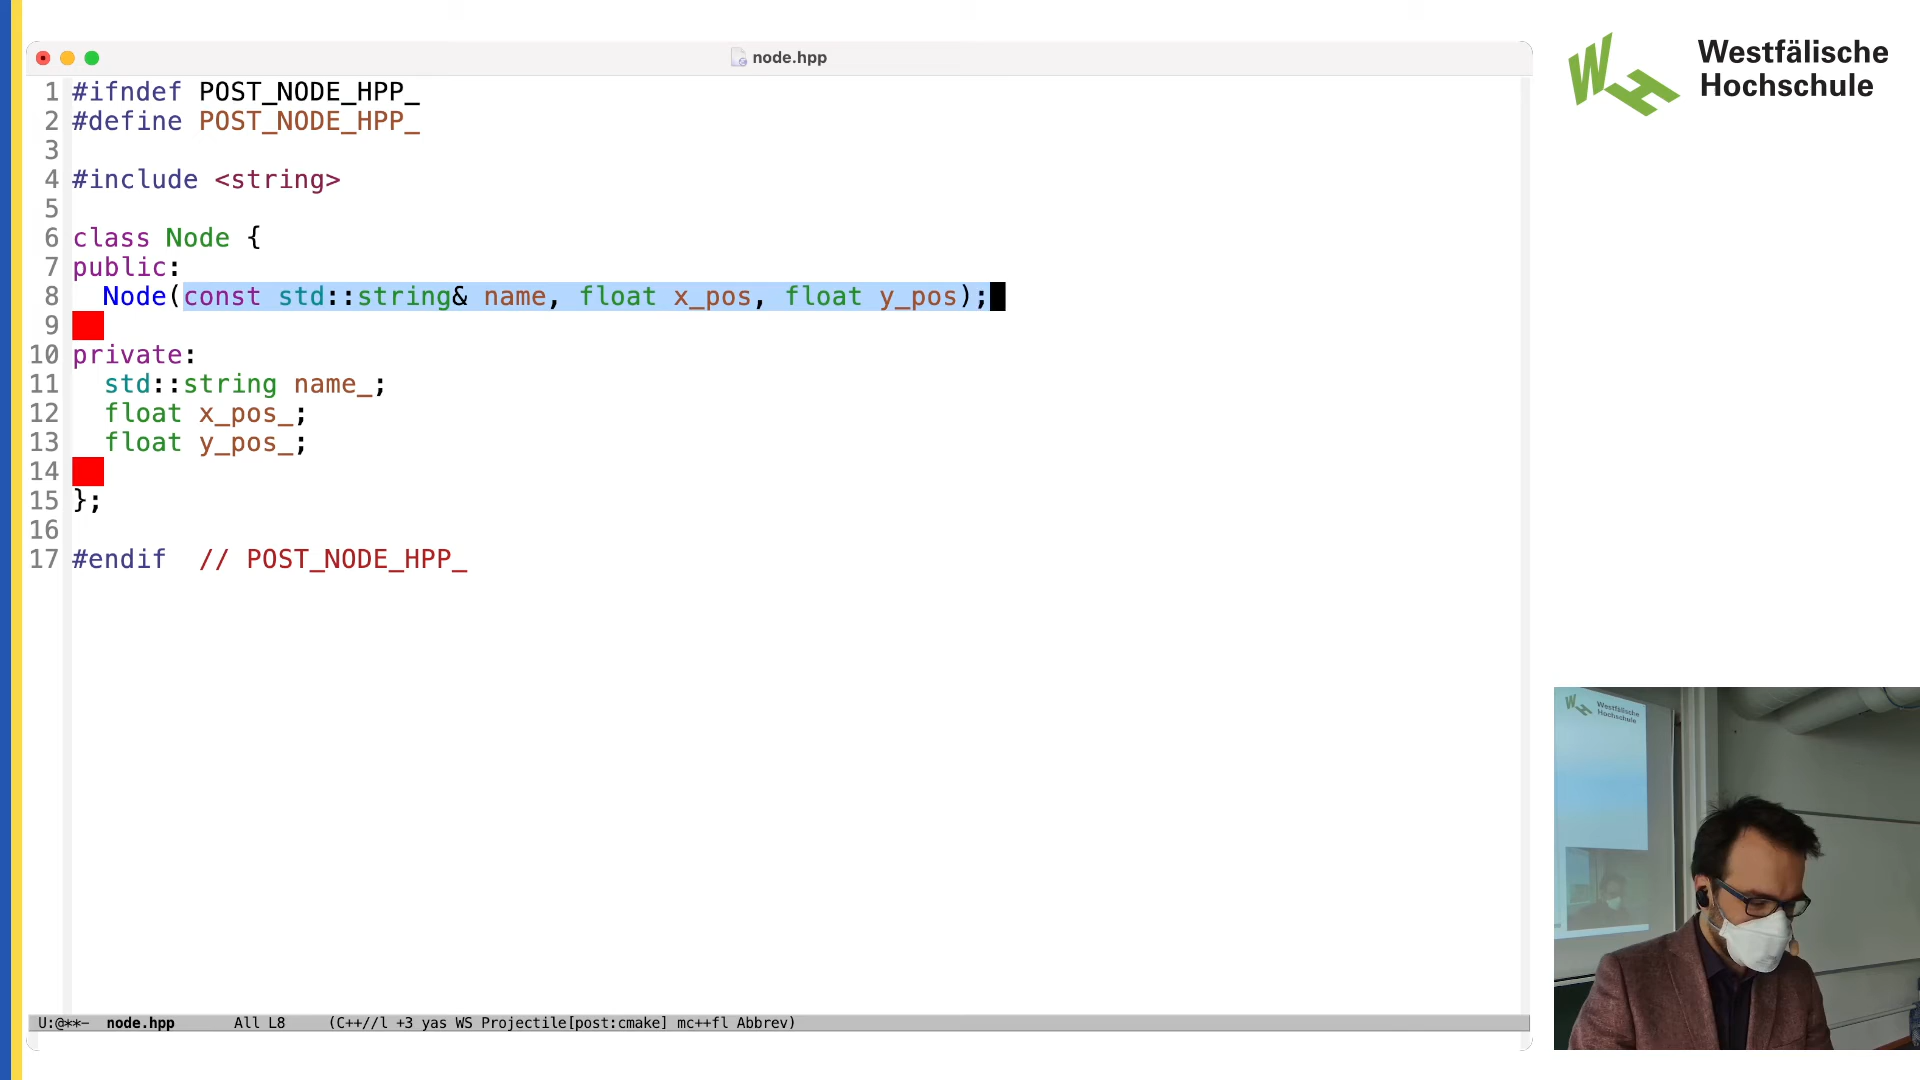 node.hpp
1 #ifndef POST_NODE_HPP_
2 #define POST_NODE_HPP_
3
4 #include <string>
5
6 class Node {
7 public:
8   Node(const std::string& name, float x_pos, float y_pos);
9
10 private:
11   std::string name_;
12   float x_pos_;
13   float y_pos_;
14
15 };
16
17 #endif  // POST_NODE_HPP_
U:@**-  node.hpp       All L8     (C++//l +3 yas WS Projectile[post:cmake] mc++fl Abbrev)
Westfälische
Hochschule
Westfälische
Hochschule